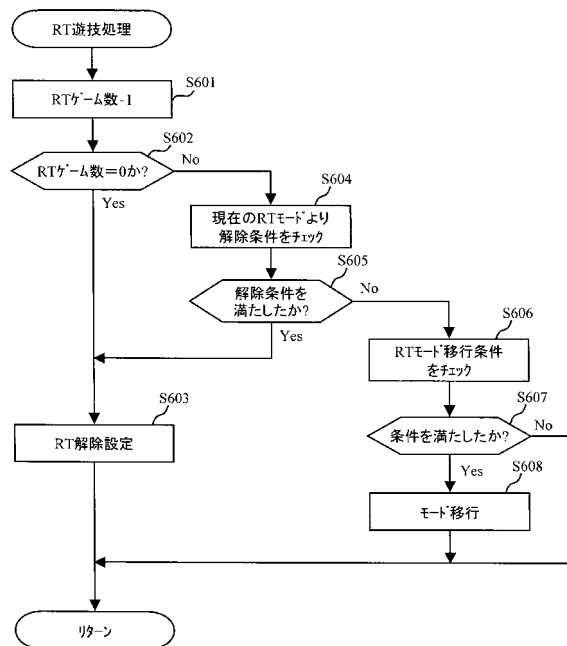 RT遊技処理
S601
RTゲーム数-1
S602
RTゲーム数=0か?
No
Yes
S604
現在のRTモードより
解除条件をチェック
S605
解除条件を
満たしたか?
No
Yes
S606
RTモード移行条件
をチェック
S603
RT解除設定
S607
条件を満たしたか?
No
Yes
S608
モード移行
リターン